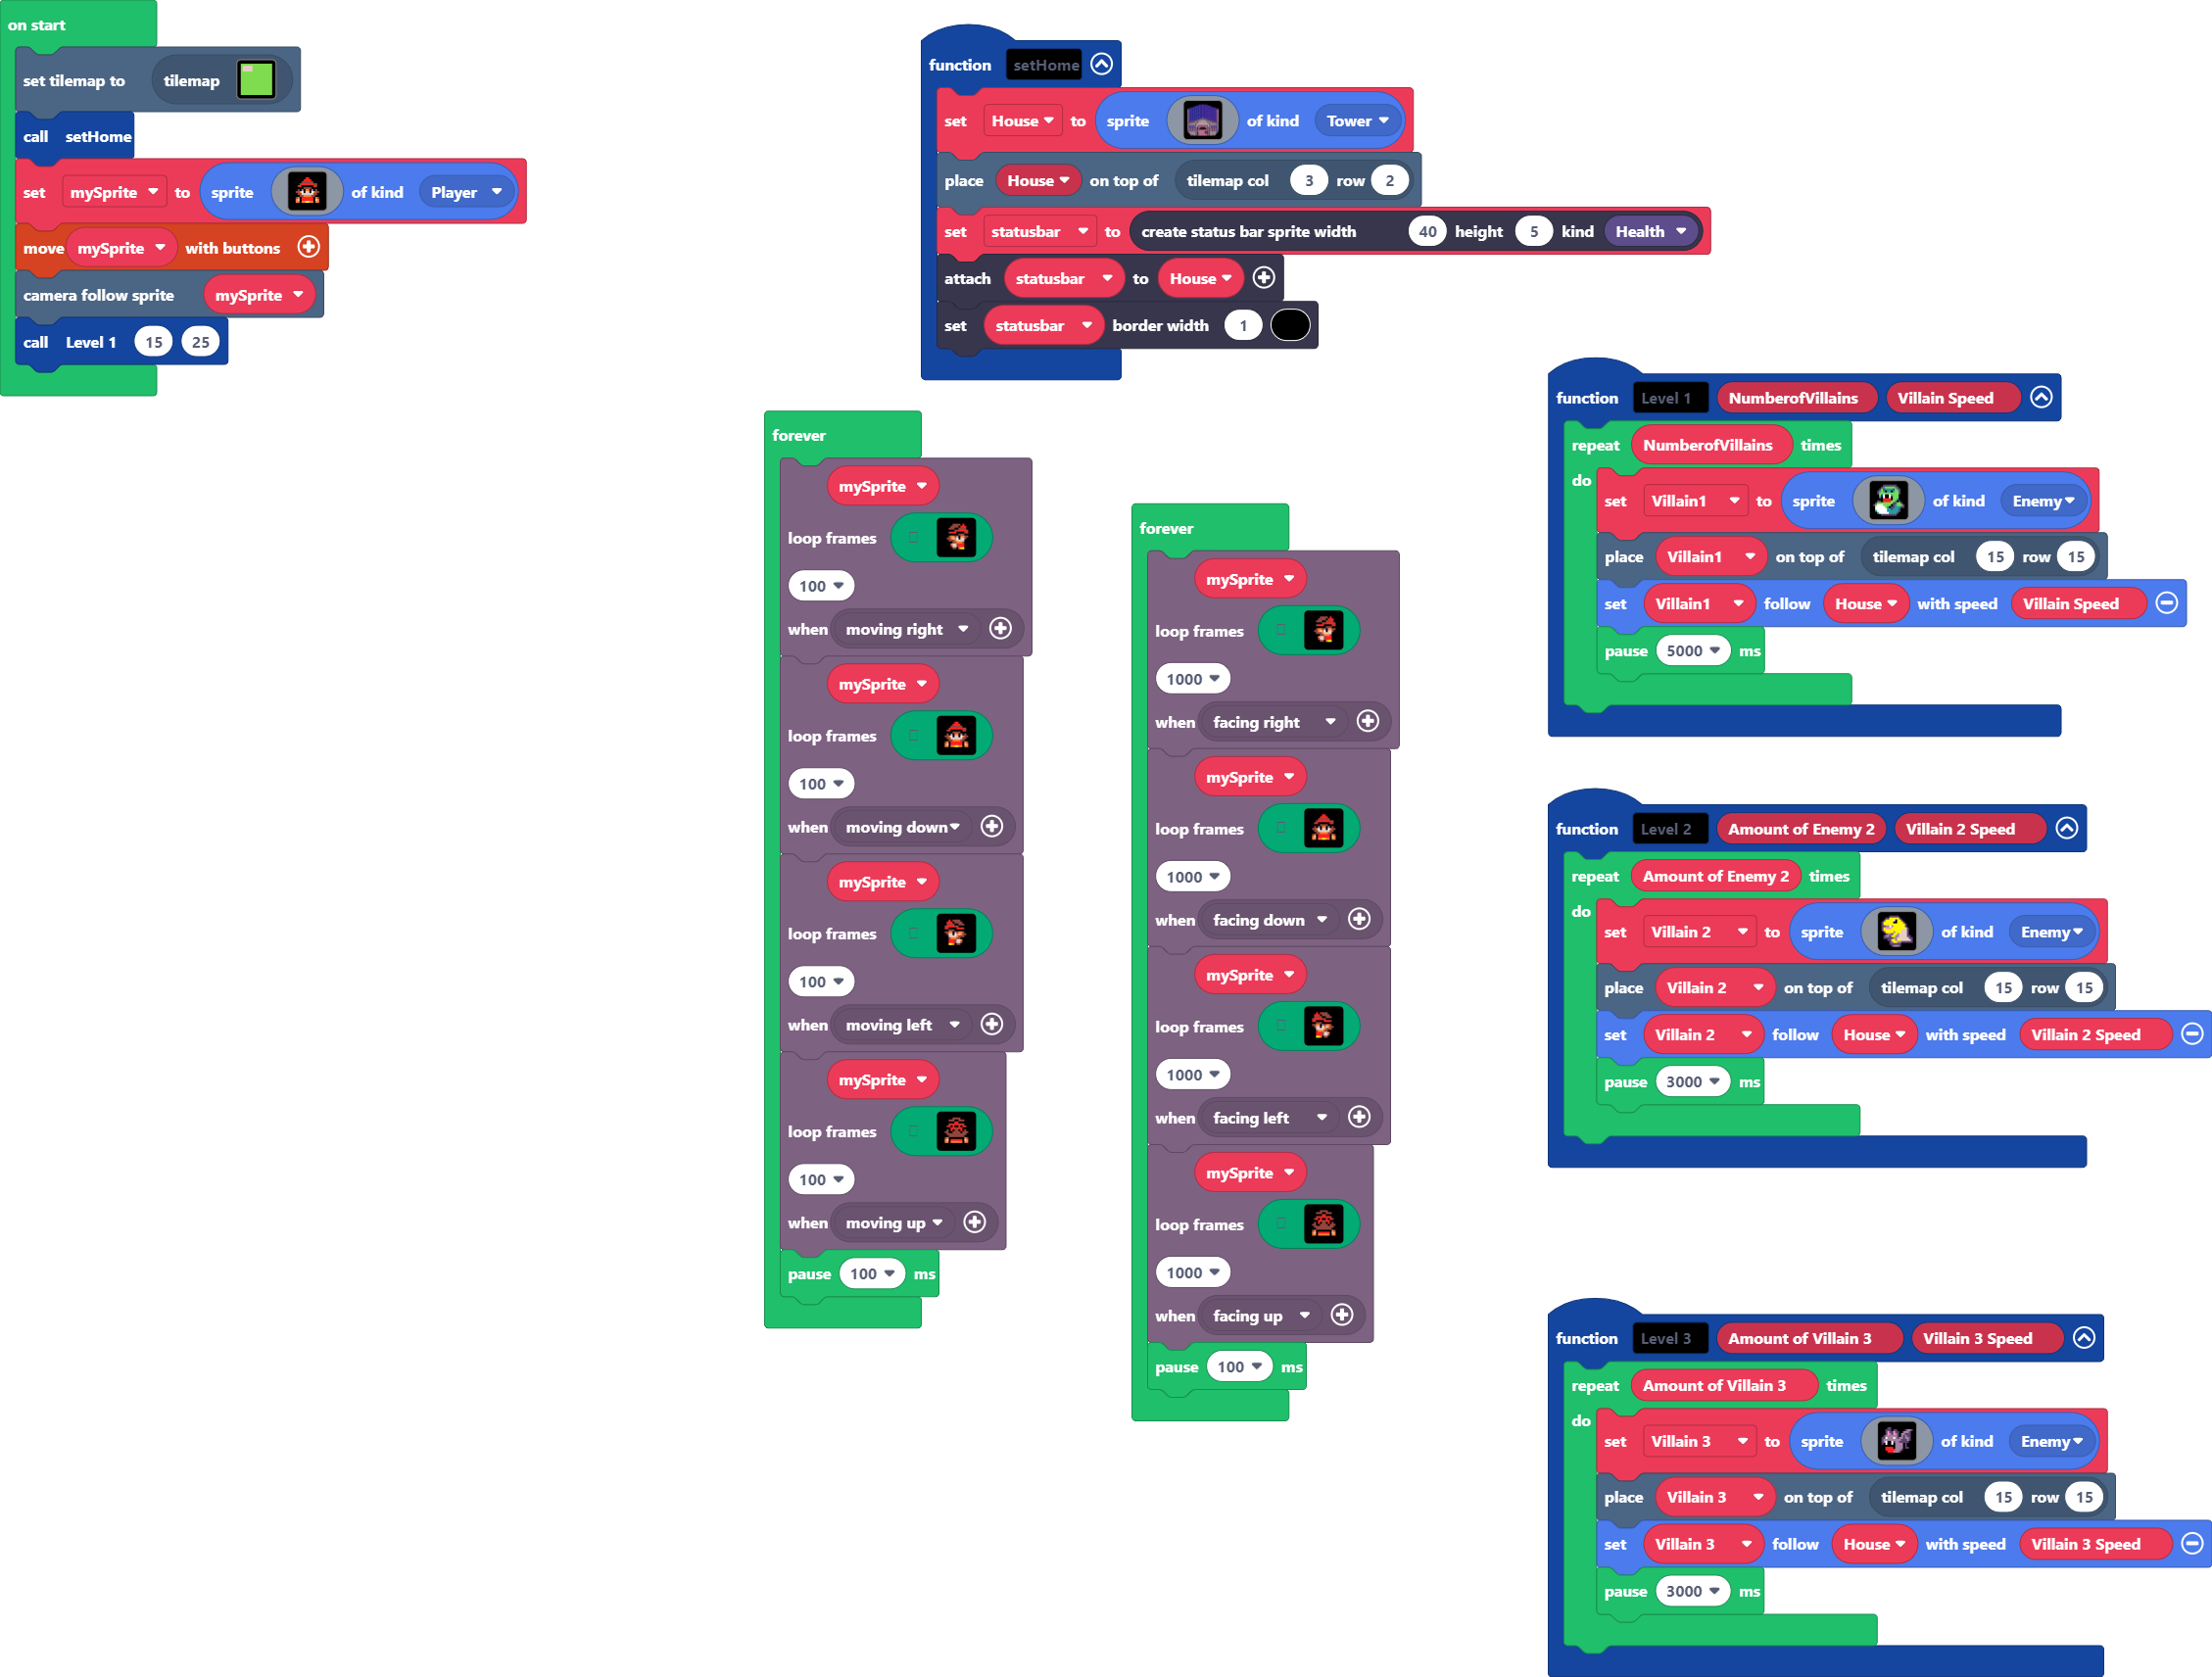 on start
set tilemap to tilemap
call setHome
set mySprite to sprite of kind Player
move mySprite with buttons
camera follow sprite mySprite
call Level 1 15 25
function setHome
set House to sprite of kind Tower
place House on top of tilemap col 3 row 2
set statusbar to create status bar sprite width 40 height 5 kind Health
attach statusbar to House
set statusbar border width 1
forever
mySprite
loop frames
100
when moving right
mySprite
loop frames
100
when moving down
mySprite
loop frames
100
when moving left
mySprite
loop frames
100
when moving up
pause 100 ms
forever
mySprite
loop frames
1000
when facing right
mySprite
loop frames
1000
when facing down
mySprite
loop frames
1000
when facing left
mySprite
loop frames
1000
when facing up
pause 100 ms
function Level 1 NumberofVillains Villain Speed
repeat NumberofVillains times
do
set Villain1 to sprite of kind Enemy
place Villain1 on top of tilemap col 15 row 15
set Villain1 follow House with speed Villain Speed
pause 5000 ms
function Level 2 Amount of Enemy 2 Villain 2 Speed
repeat Amount of Enemy 2 times
do
set Villain 2 to sprite of kind Enemy
place Villain 2 on top of tilemap col 15 row 15
set Villain 2 follow House with speed Villain 2 Speed
pause 3000 ms
function Level 3 Amount of Villain 3 Villain 3 Speed
repeat Amount of Villain 3 times
do
set Villain 3 to sprite of kind Enemy
place Villain 3 on top of tilemap col 15 row 15
set Villain 3 follow House with speed Villain 3 Speed
pause 3000 ms